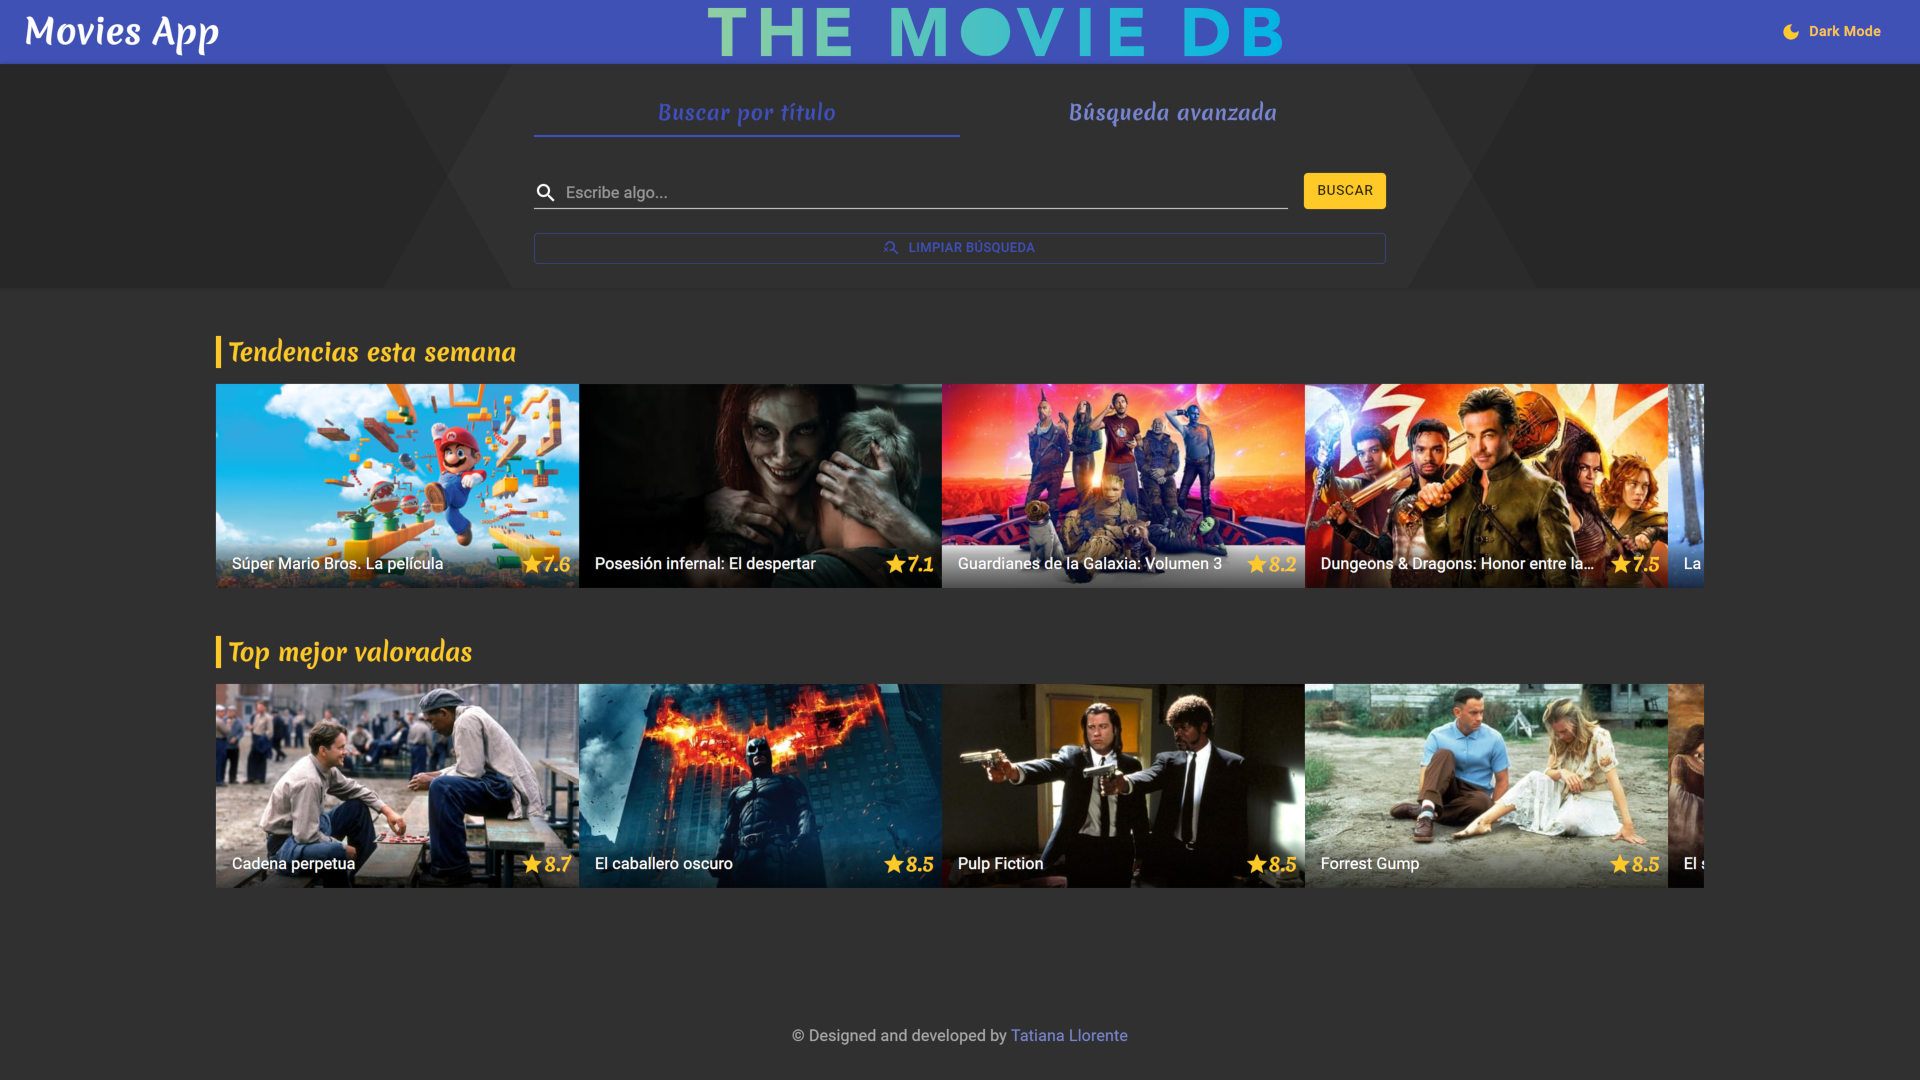 Movies App
THE MOVIE DB
Dark Mode
Buscar por título
Búsqueda avanzada
Escribe algo...
BUSCAR
LIMPIAR BÚSQUEDA
Tendencias esta semana
Súper Mario Bros. La película
7.6
Posesión infernal: El despertar
7.1
Guardianes de la Galaxia: Volumen 3
8.2
Dungeons & Dragons: Honor entre la...
7.5
La
Top mejor valoradas
Cadena perpetua
8.7
El caballero oscuro
8.5
Pulp Fiction
8.5
Forrest Gump
8.5
El
© Designed and developed by Tatiana Llorente